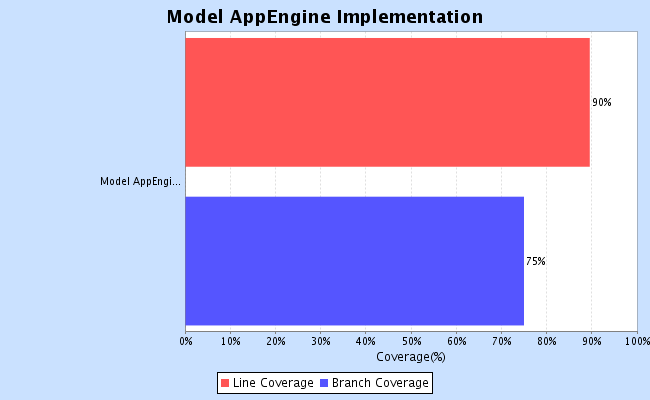 Model AppEngine Implementation
90%
Model AppEngi...
75%
0% 10% 20% 30% 40% 50% 60% 70% 80% 90% 100%
Coverage(%)
Line Coverage Branch Coverage